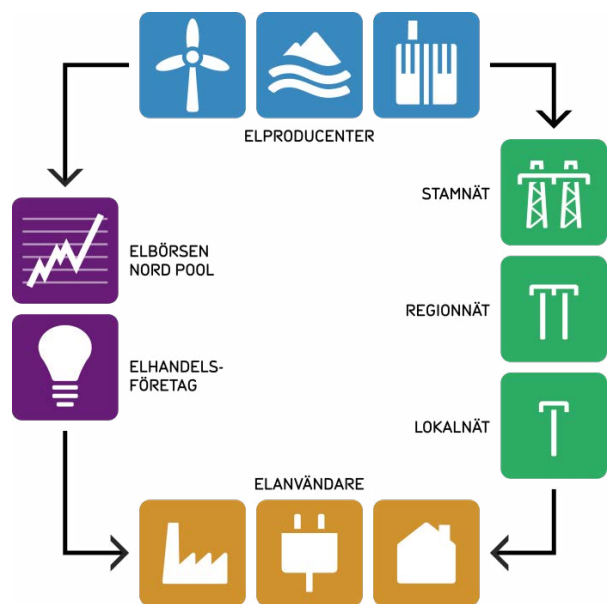 ELPRODUCENTER
STAMNÄT
ELBÖRSEN
NORD POOL
REGIONNÄT
ELHANDELS-
FÖRETAG
LOKALNÄT
ELANVÄNDARE